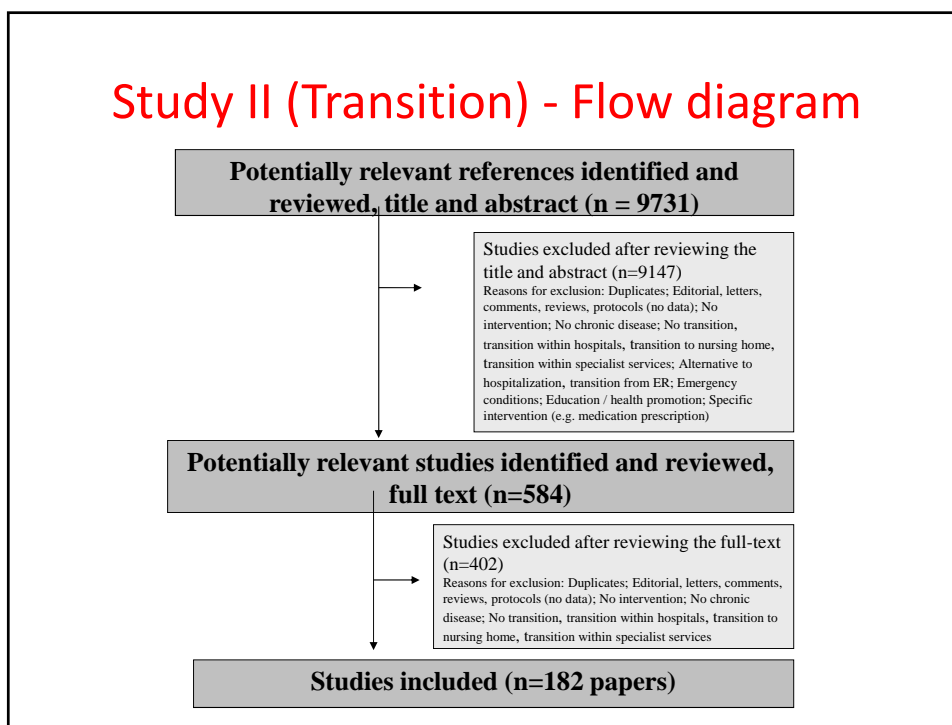 Study II (Transition) - Flow diagram
Potentially relevant references identified and
reviewed, title and abstract (n = 9731)
Studies excluded after reviewing the
title and abstract (n=9147)
Reasons for exclusion: Duplicates; Editorial, letters,
comments, reviews, protocols (no data); No
intervention; No chronic disease; No transition,
transition within hospitals, transition to nursing home,
transition within specialist services; Alternative to
hospitalization, transition from ER; Emergency
conditions; Education / health promotion; Specific
intervention (e.g. medication prescription)
Potentially relevant studies identified and reviewed,
full text (n=584)
Studies excluded after reviewing the full-text
(n=402)
Reasons for exclusion: Duplicates; Editorial, letters, comments,
reviews, protocols (no data); No intervention; No chronic
disease; No transition, transition within hospitals, transition to
nursing home, transition within specialist services
Studies included (n=182 papers)